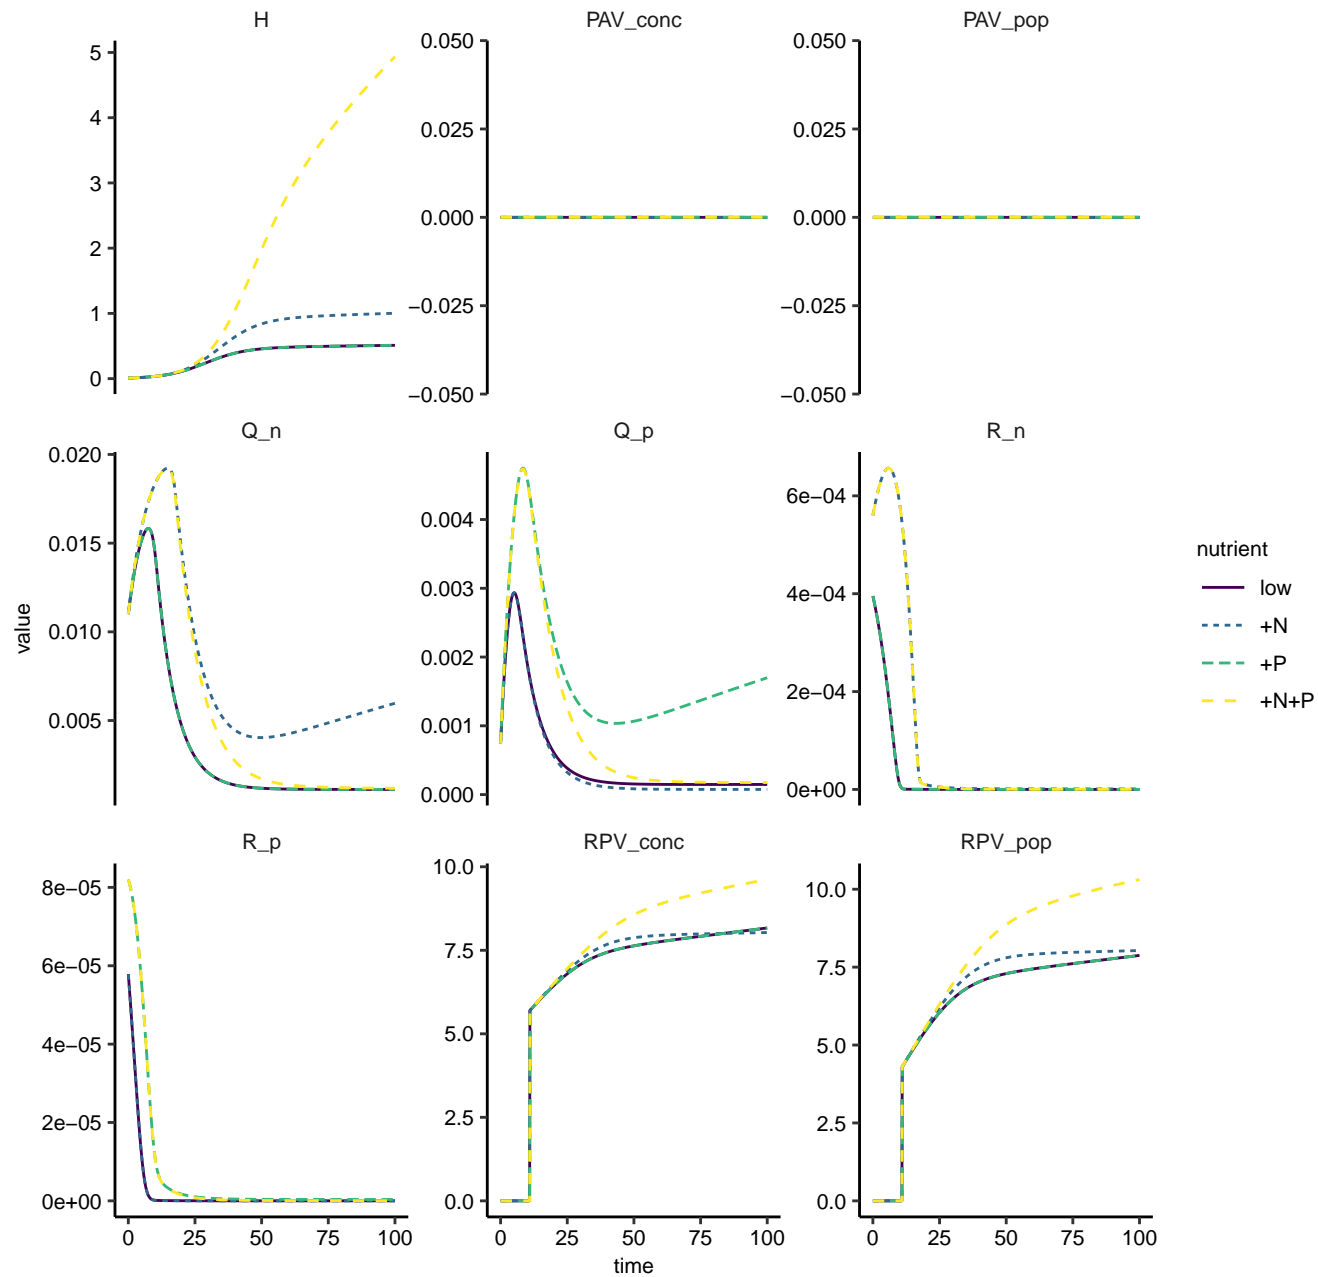 H
PAV_conc
PAV_pop
5
4
3
2
1
0
0.050
0.025
0.000
−0.025
−0.050
0.050
0.025
0.000
−0.025
−0.050
Q_n
Q_p
R_n
0.020
0.015
0.010
0.005
0.004
0.003
0.002
0.001
0.000
6e−04
4e−04
2e−04
0e+00
R_p
RPV_conc
RPV_pop
8e−05
6e−05
4e−05
2e−05
0e+00
10.0
7.5
5.0
2.5
0.0
10.0
7.5
5.0
2.5
0.0
0 25 50 75 100
0 25 50 75 100
0 25 50 75 100
time
value
nutrient
low
+N
+P
+N+P